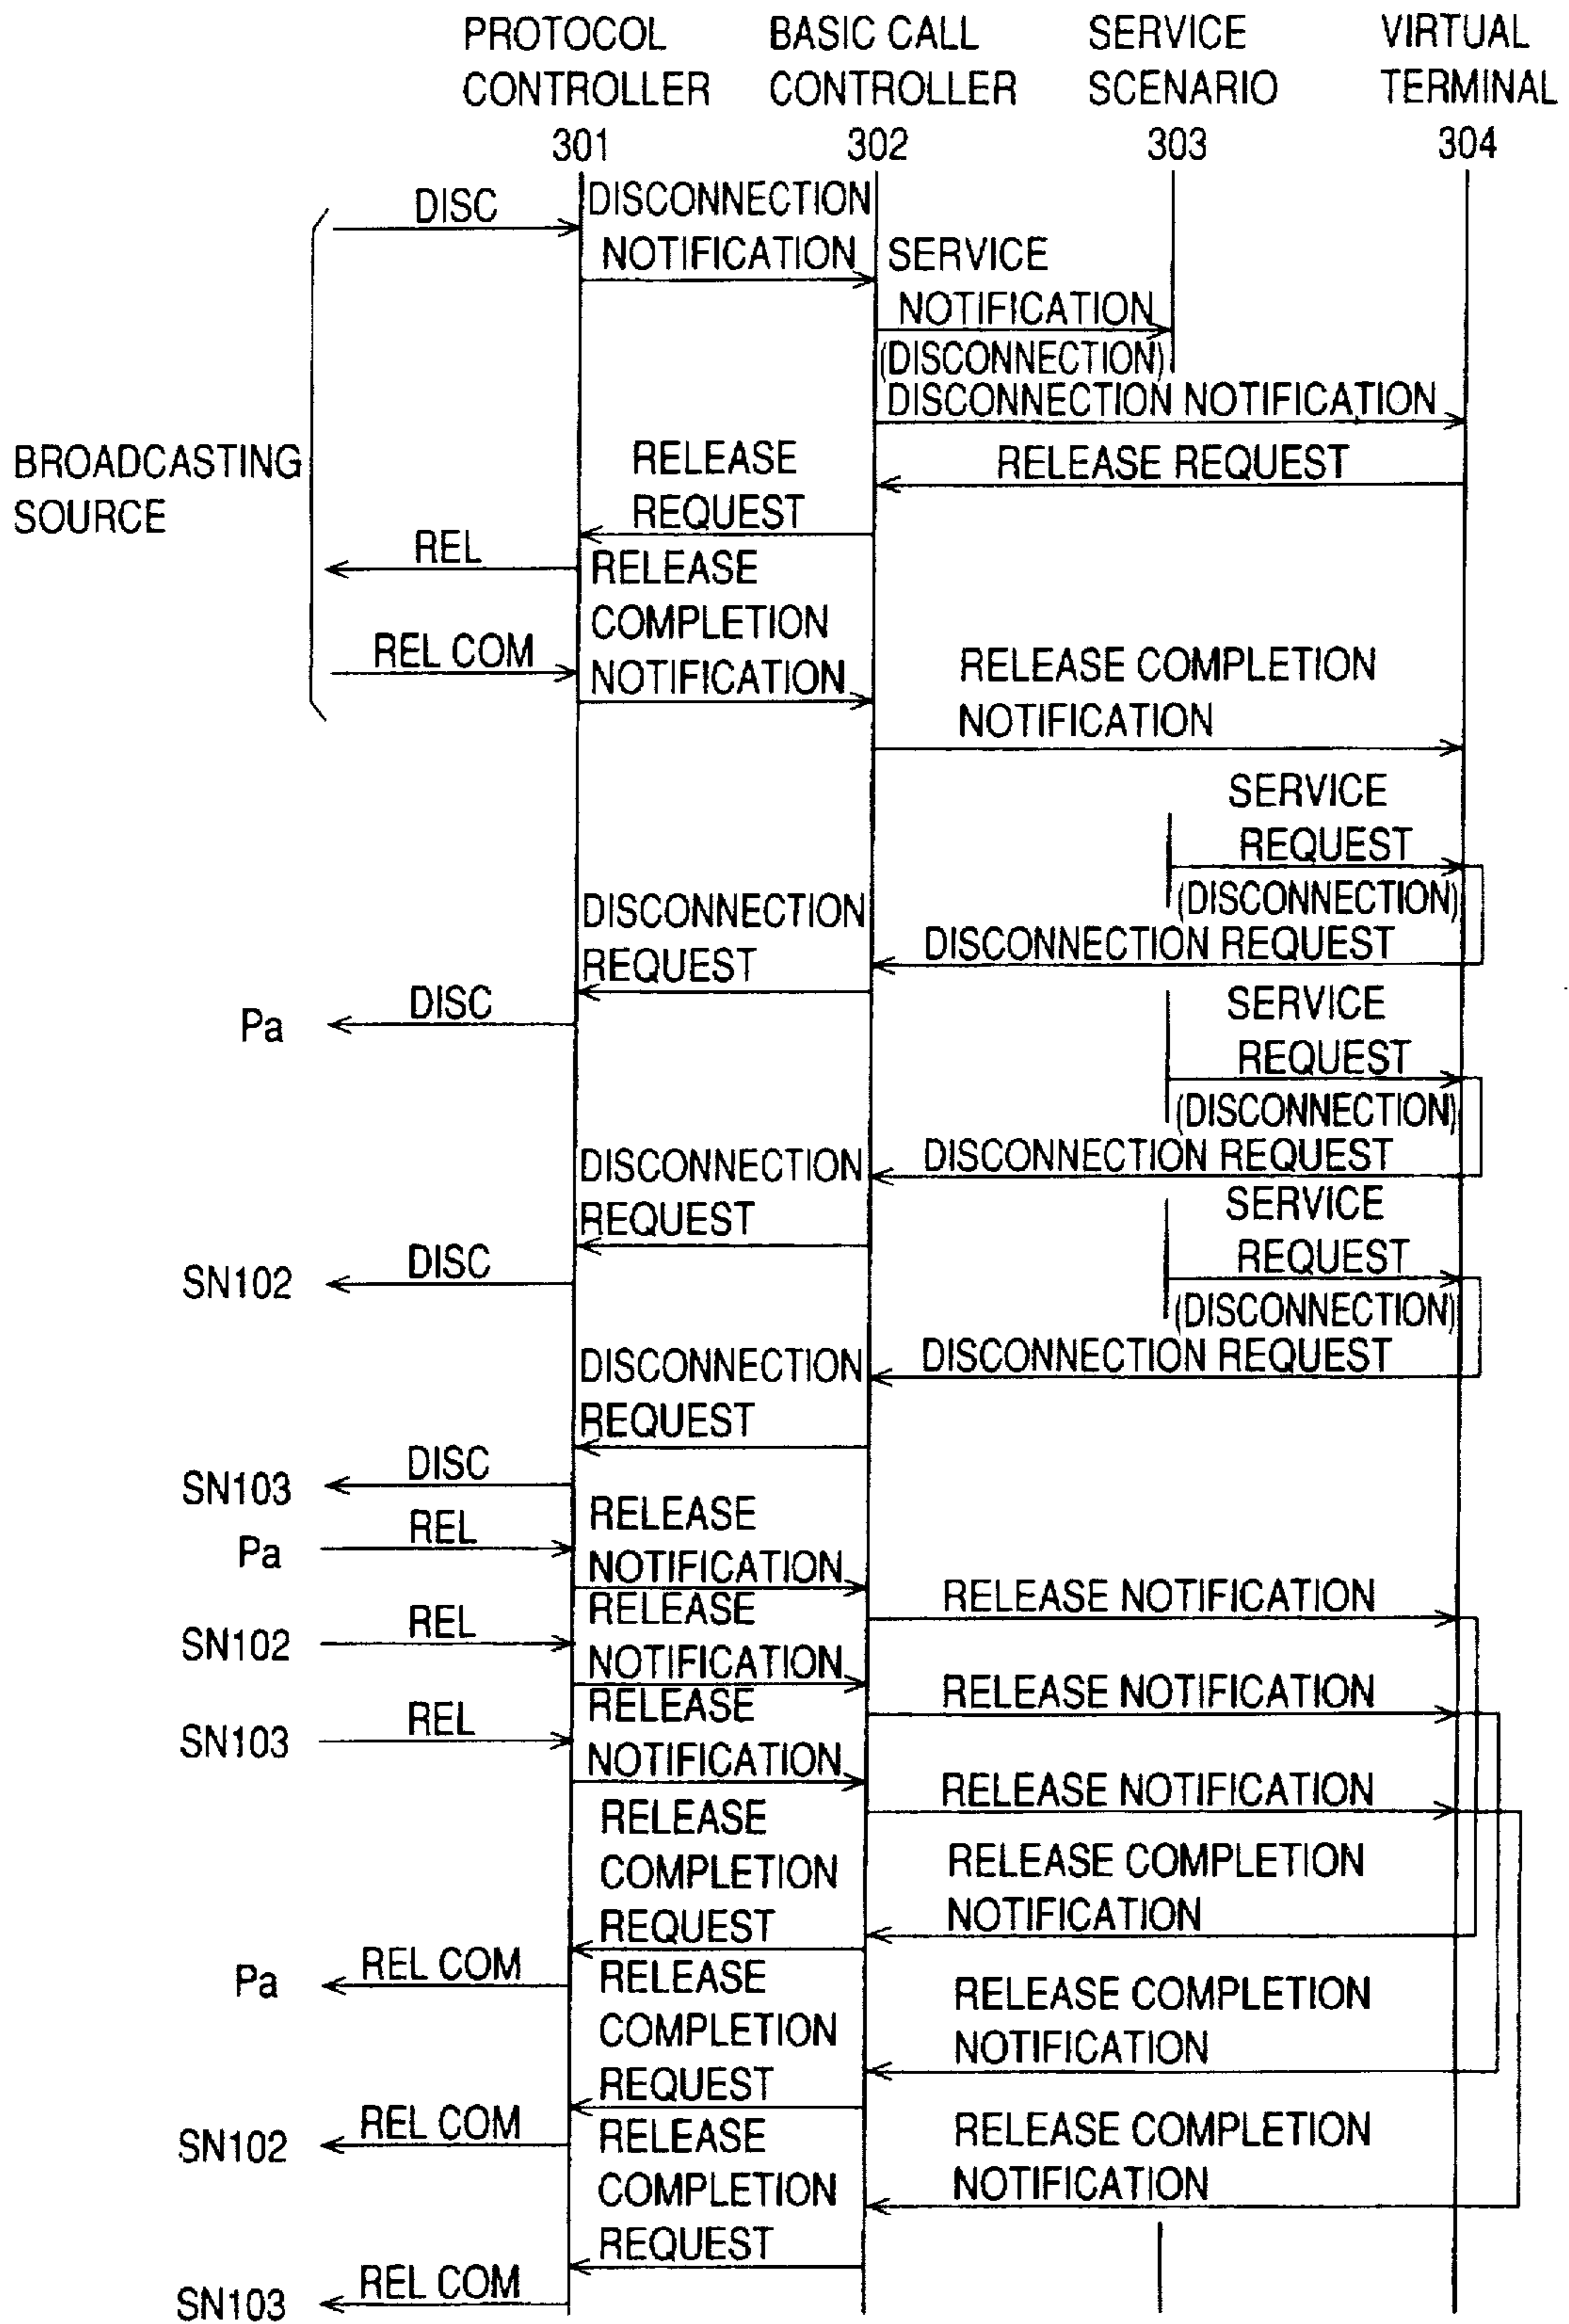 PROTOCOL CONTROLLER 301
BASIC CALL CONTROLLER 302
SERVICE SCENARIO 303
VIRTUAL TERMINAL 304
BROADCASTING SOURCE
DISC
DISCONNECTION
NOTIFICATION
SERVICE
NOTIFICATION
(DISCONNECTION)
DISCONNECTION NOTIFICATION
RELEASE REQUEST
RELEASE
REQUEST
REL
RELEASE
COMPLETION
NOTIFICATION
REL COM
RELEASE COMPLETION
NOTIFICATION
SERVICE
REQUEST
(DISCONNECTION)
DISCONNECTION REQUEST
DISCONNECTION
REQUEST
Pa
DISC
SERVICE
REQUEST
(DISCONNECTION)
DISCONNECTION REQUEST
DISCONNECTION
REQUEST
SN102
DISC
SERVICE
REQUEST
(DISCONNECTION)
DISCONNECTION REQUEST
DISCONNECTION
REQUEST
SN103
DISC
Pa
REL
RELEASE
NOTIFICATION
RELEASE NOTIFICATION
SN102
REL
RELEASE
NOTIFICATION
RELEASE NOTIFICATION
SN103
REL
RELEASE
NOTIFICATION
RELEASE NOTIFICATION
RELEASE COMPLETION
NOTIFICATION
RELEASE
COMPLETION
REQUEST
Pa
REL COM
RELEASE COMPLETION
NOTIFICATION
RELEASE
COMPLETION
REQUEST
SN102
REL COM
RELEASE COMPLETION
NOTIFICATION
RELEASE
COMPLETION
REQUEST
SN103
REL COM